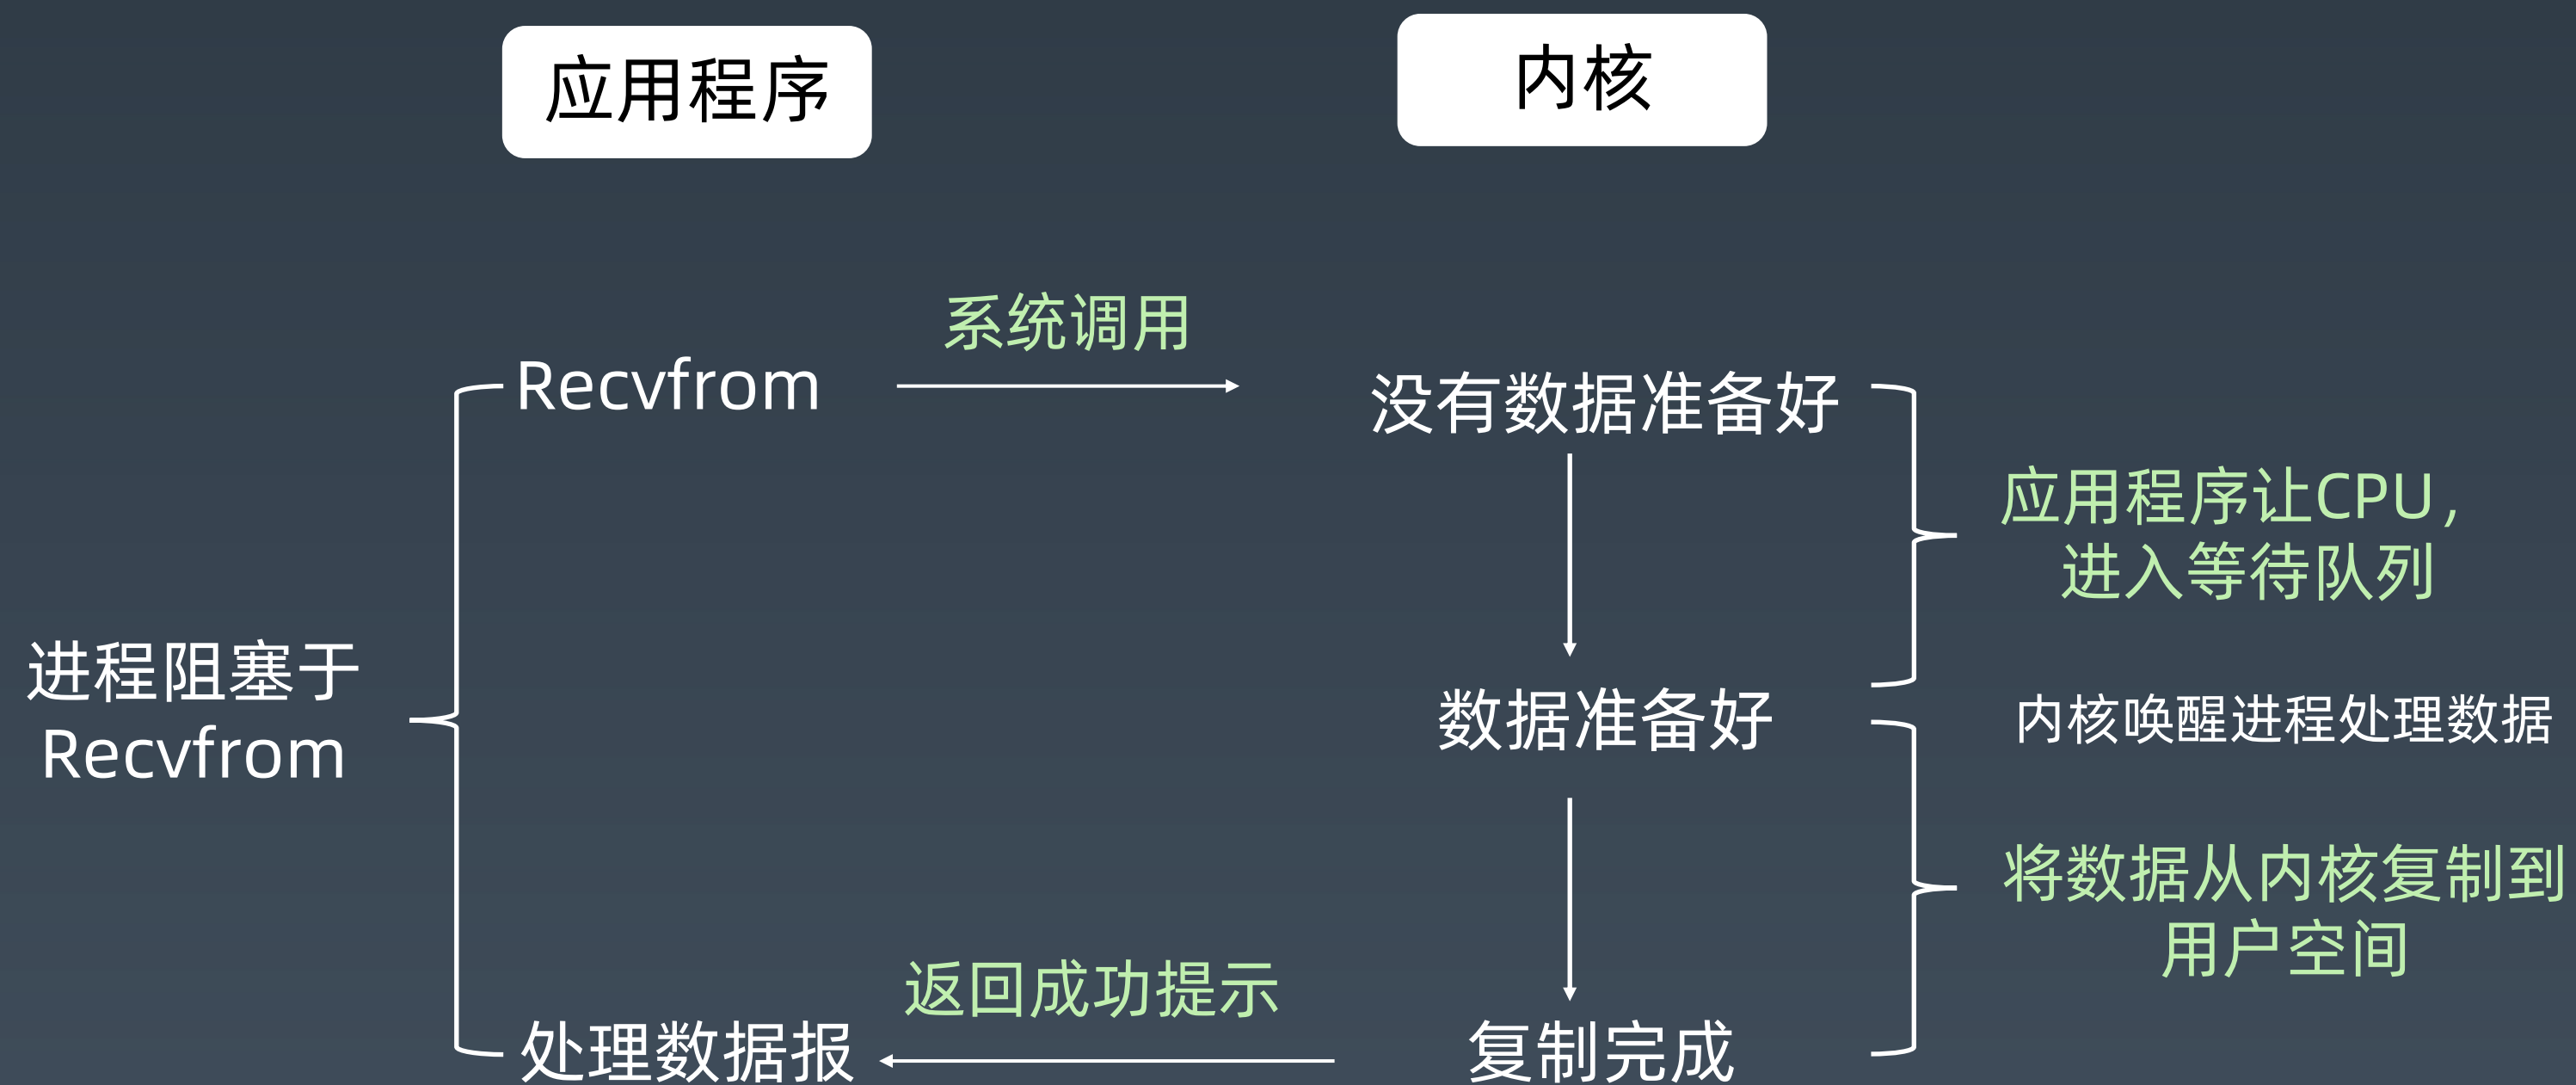 应用程序
内核
系统调用
Recvfrom
没有数据准备好
应用程序让CPU，
进入等待队列
进程阻塞于
Recvfrom
数据准备好
内核唤醒进程处理数据
将数据从内核复制到
用户空间
返回成功提示
处理数据报
复制完成